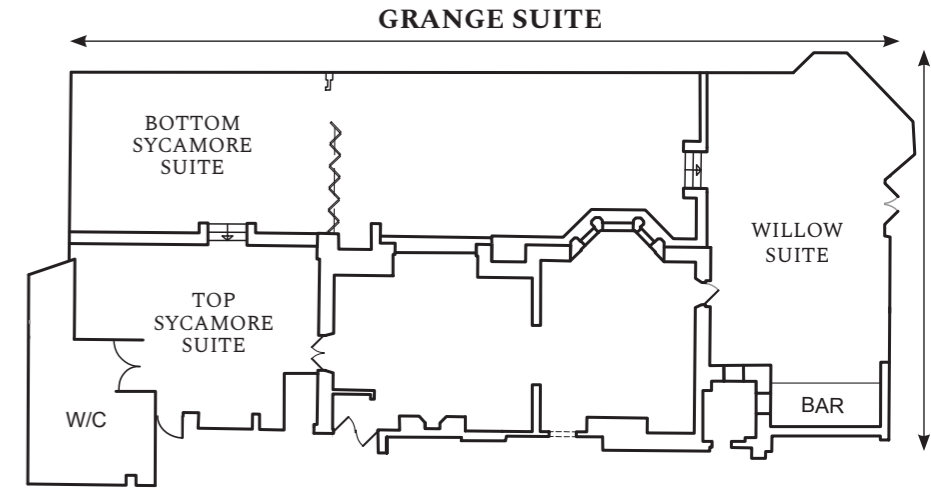 GRANGE SUITE
BOTTOM
SYCAMORE
SUITE
WILLOW
SUITE
TOP
SYCAMORE
SUITE
W/C
BAR